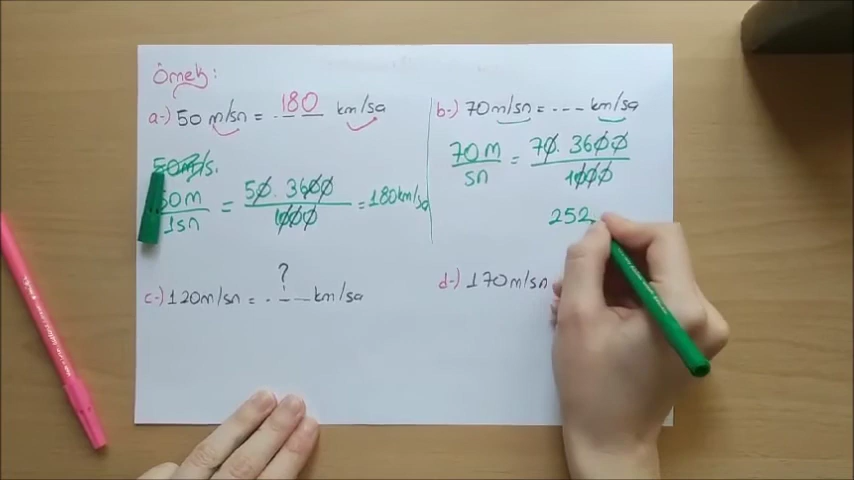 Örnek:
a-) 50 m/sn = . 180 km/sa
50m/s.
50m / 1sn = 50. 3600 / 1000 = 180km/sa
b-) 70m/sn = --- km/sa
70m / sn = 70. 3600 / 1000
252
c-) 120m/sn = . -- km/sa
?
d-) 170m/sn